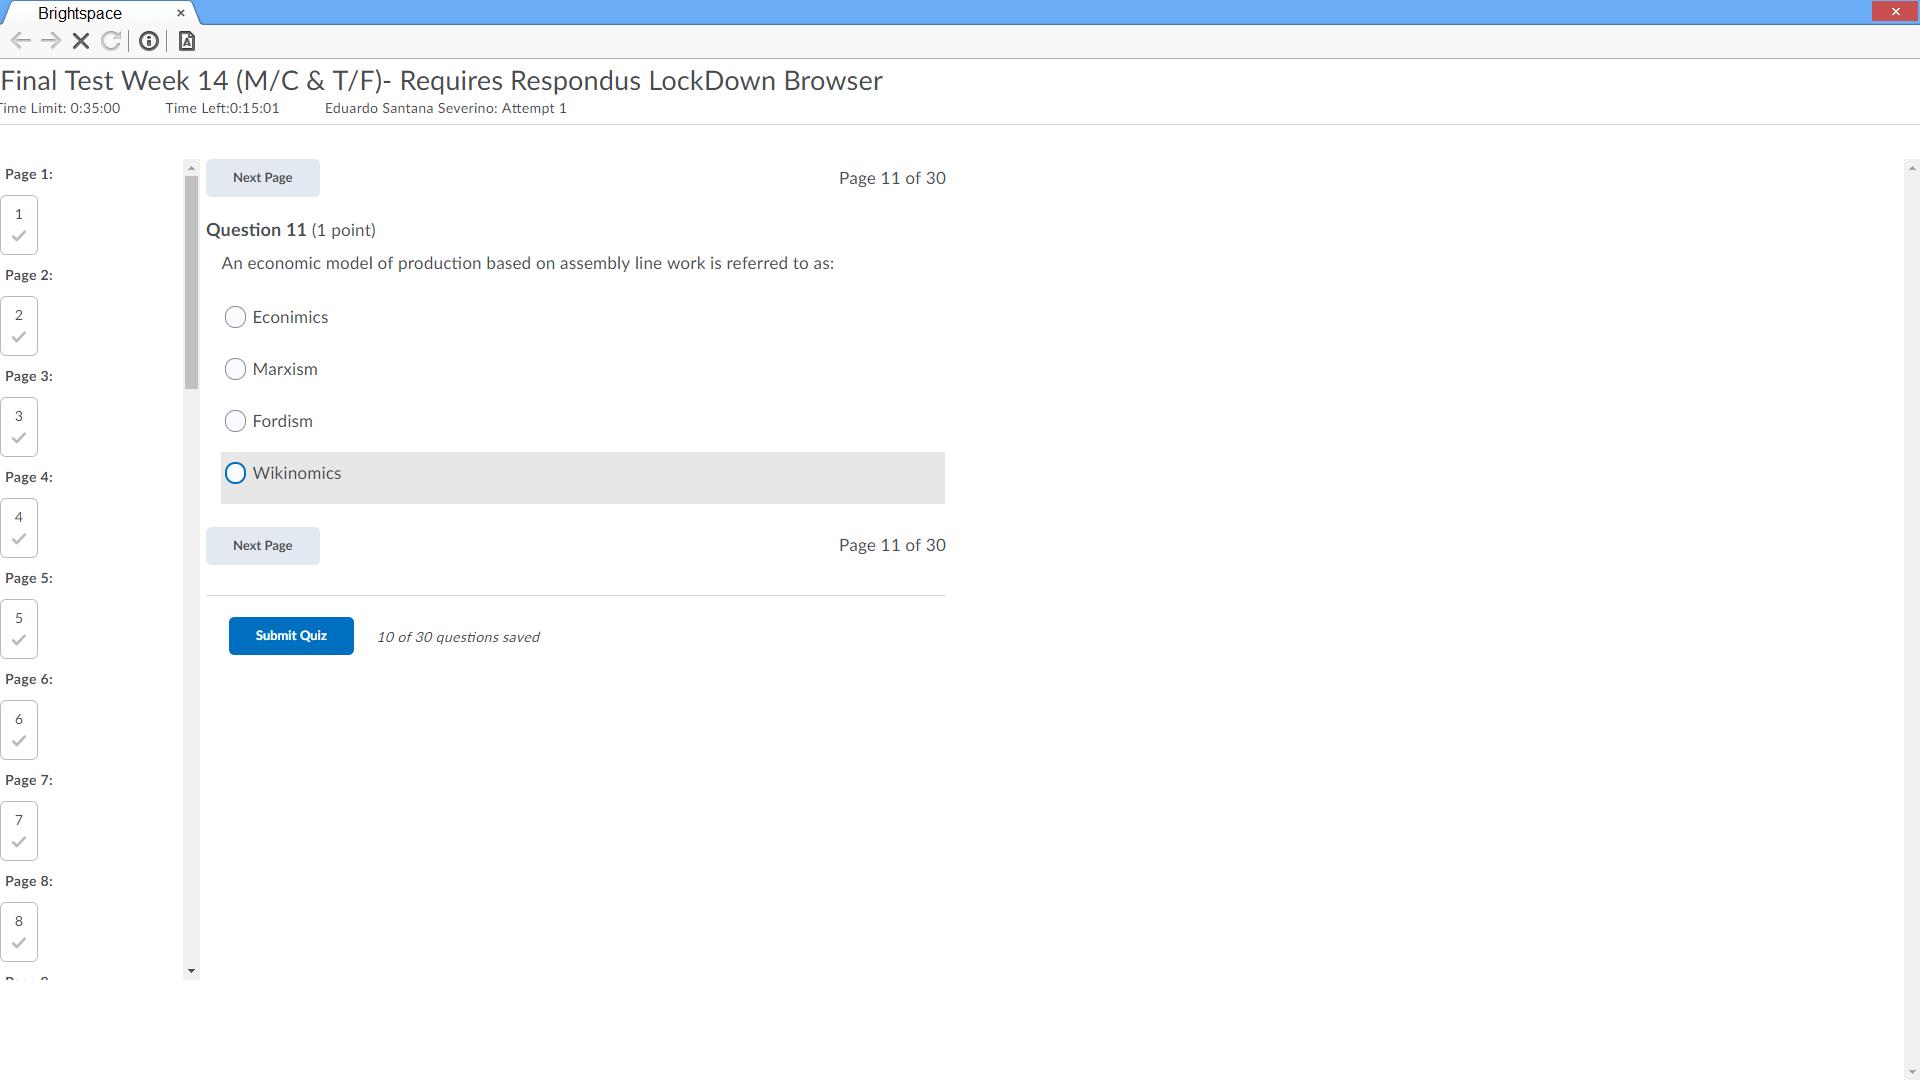 Brightspace
Final Test Week 14 (M/C & T/F)- Requires Respondus LockDown Browser
Time Limit: 0:35:00 Time Left:0:15:01 Eduardo Santana Severino: Attempt 1
Page 1:
1
Page 2:
2
Page 3:
3
Page 4:
4
Page 5:
5
Page 6:
6
Page 7:
7
Page 8:
8
Next Page Page 11 of 30
Question 11 (1 point)
An economic model of production based on assembly line work is referred to as:
Econimics
Marxism
Fordism
Wikinomics
Next Page Page 11 of 30
Submit Quiz 10 of 30 questions saved